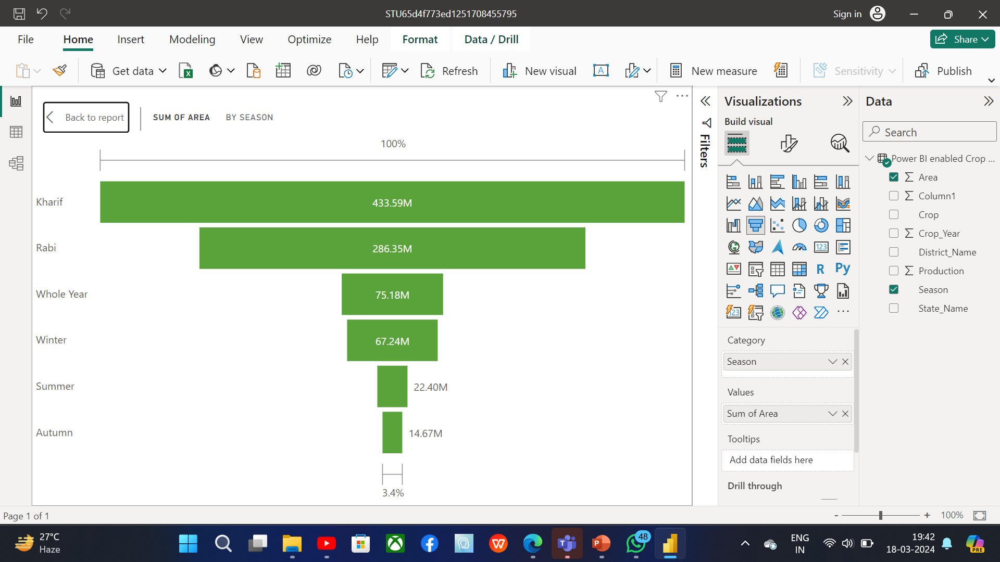 STU65d4f773ed1251708455795
Sign in
File Home Insert Modeling View Optimize Help Format Data / Drill Share
Get data Refresh New visual New measure Sensitivity Publish
Back to report SUM OF AREA BY SEASON
100%
Kharif 433.59M
Rabi 286.35M
Whole Year 75.18M
Winter 67.24M
Summer 22.40M
Autumn 14.67M
3.4%
Filters
Visualizations
Build visual
123
R Py
123
Category
Season
Values
Sum of Area
Tooltips
Add data fields here
Drill through
Data
Search
Power BI enabled Crop ...
Area
Column1
Crop
Crop_Year
District_Name
Production
Season
State_Name
Page 1 of 1
- + 100%
27°C
Haze
48
ENG
IN
19:42
18-03-2024
PRE